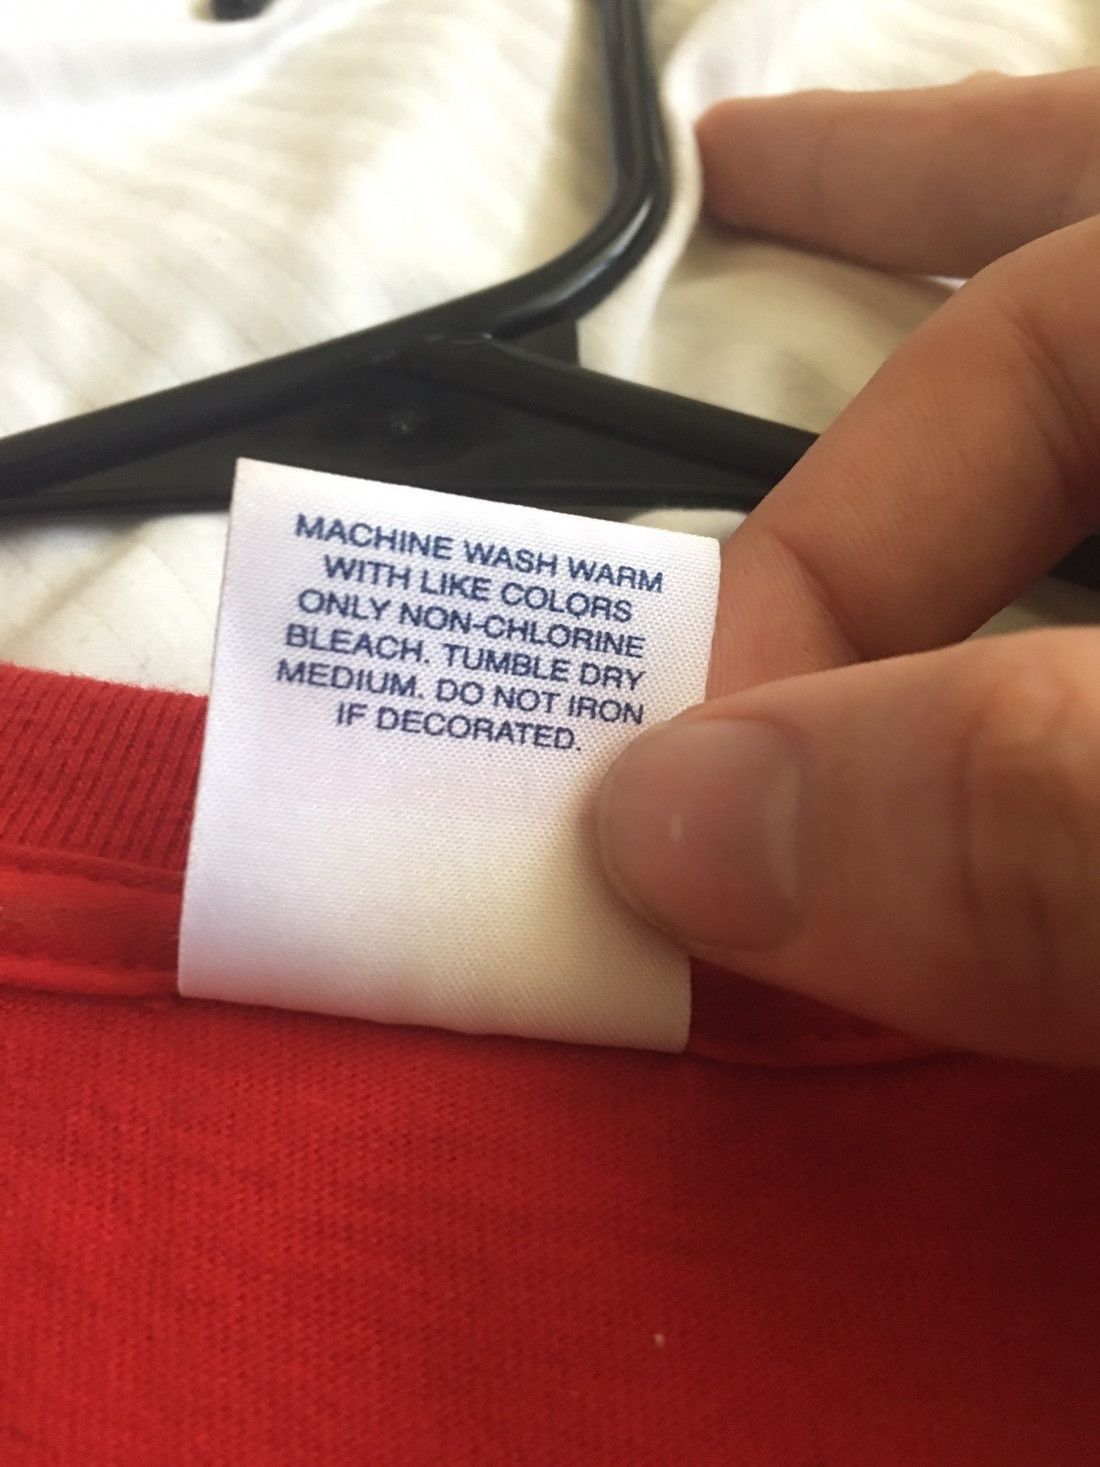 MACHINE WASH WARM
WITH LIKE COLORS
ONLY NON-CHLORINE
BLEACH. TUMBLE DRY
MEDIUM. DO NOT IRON
IF DECORATED.